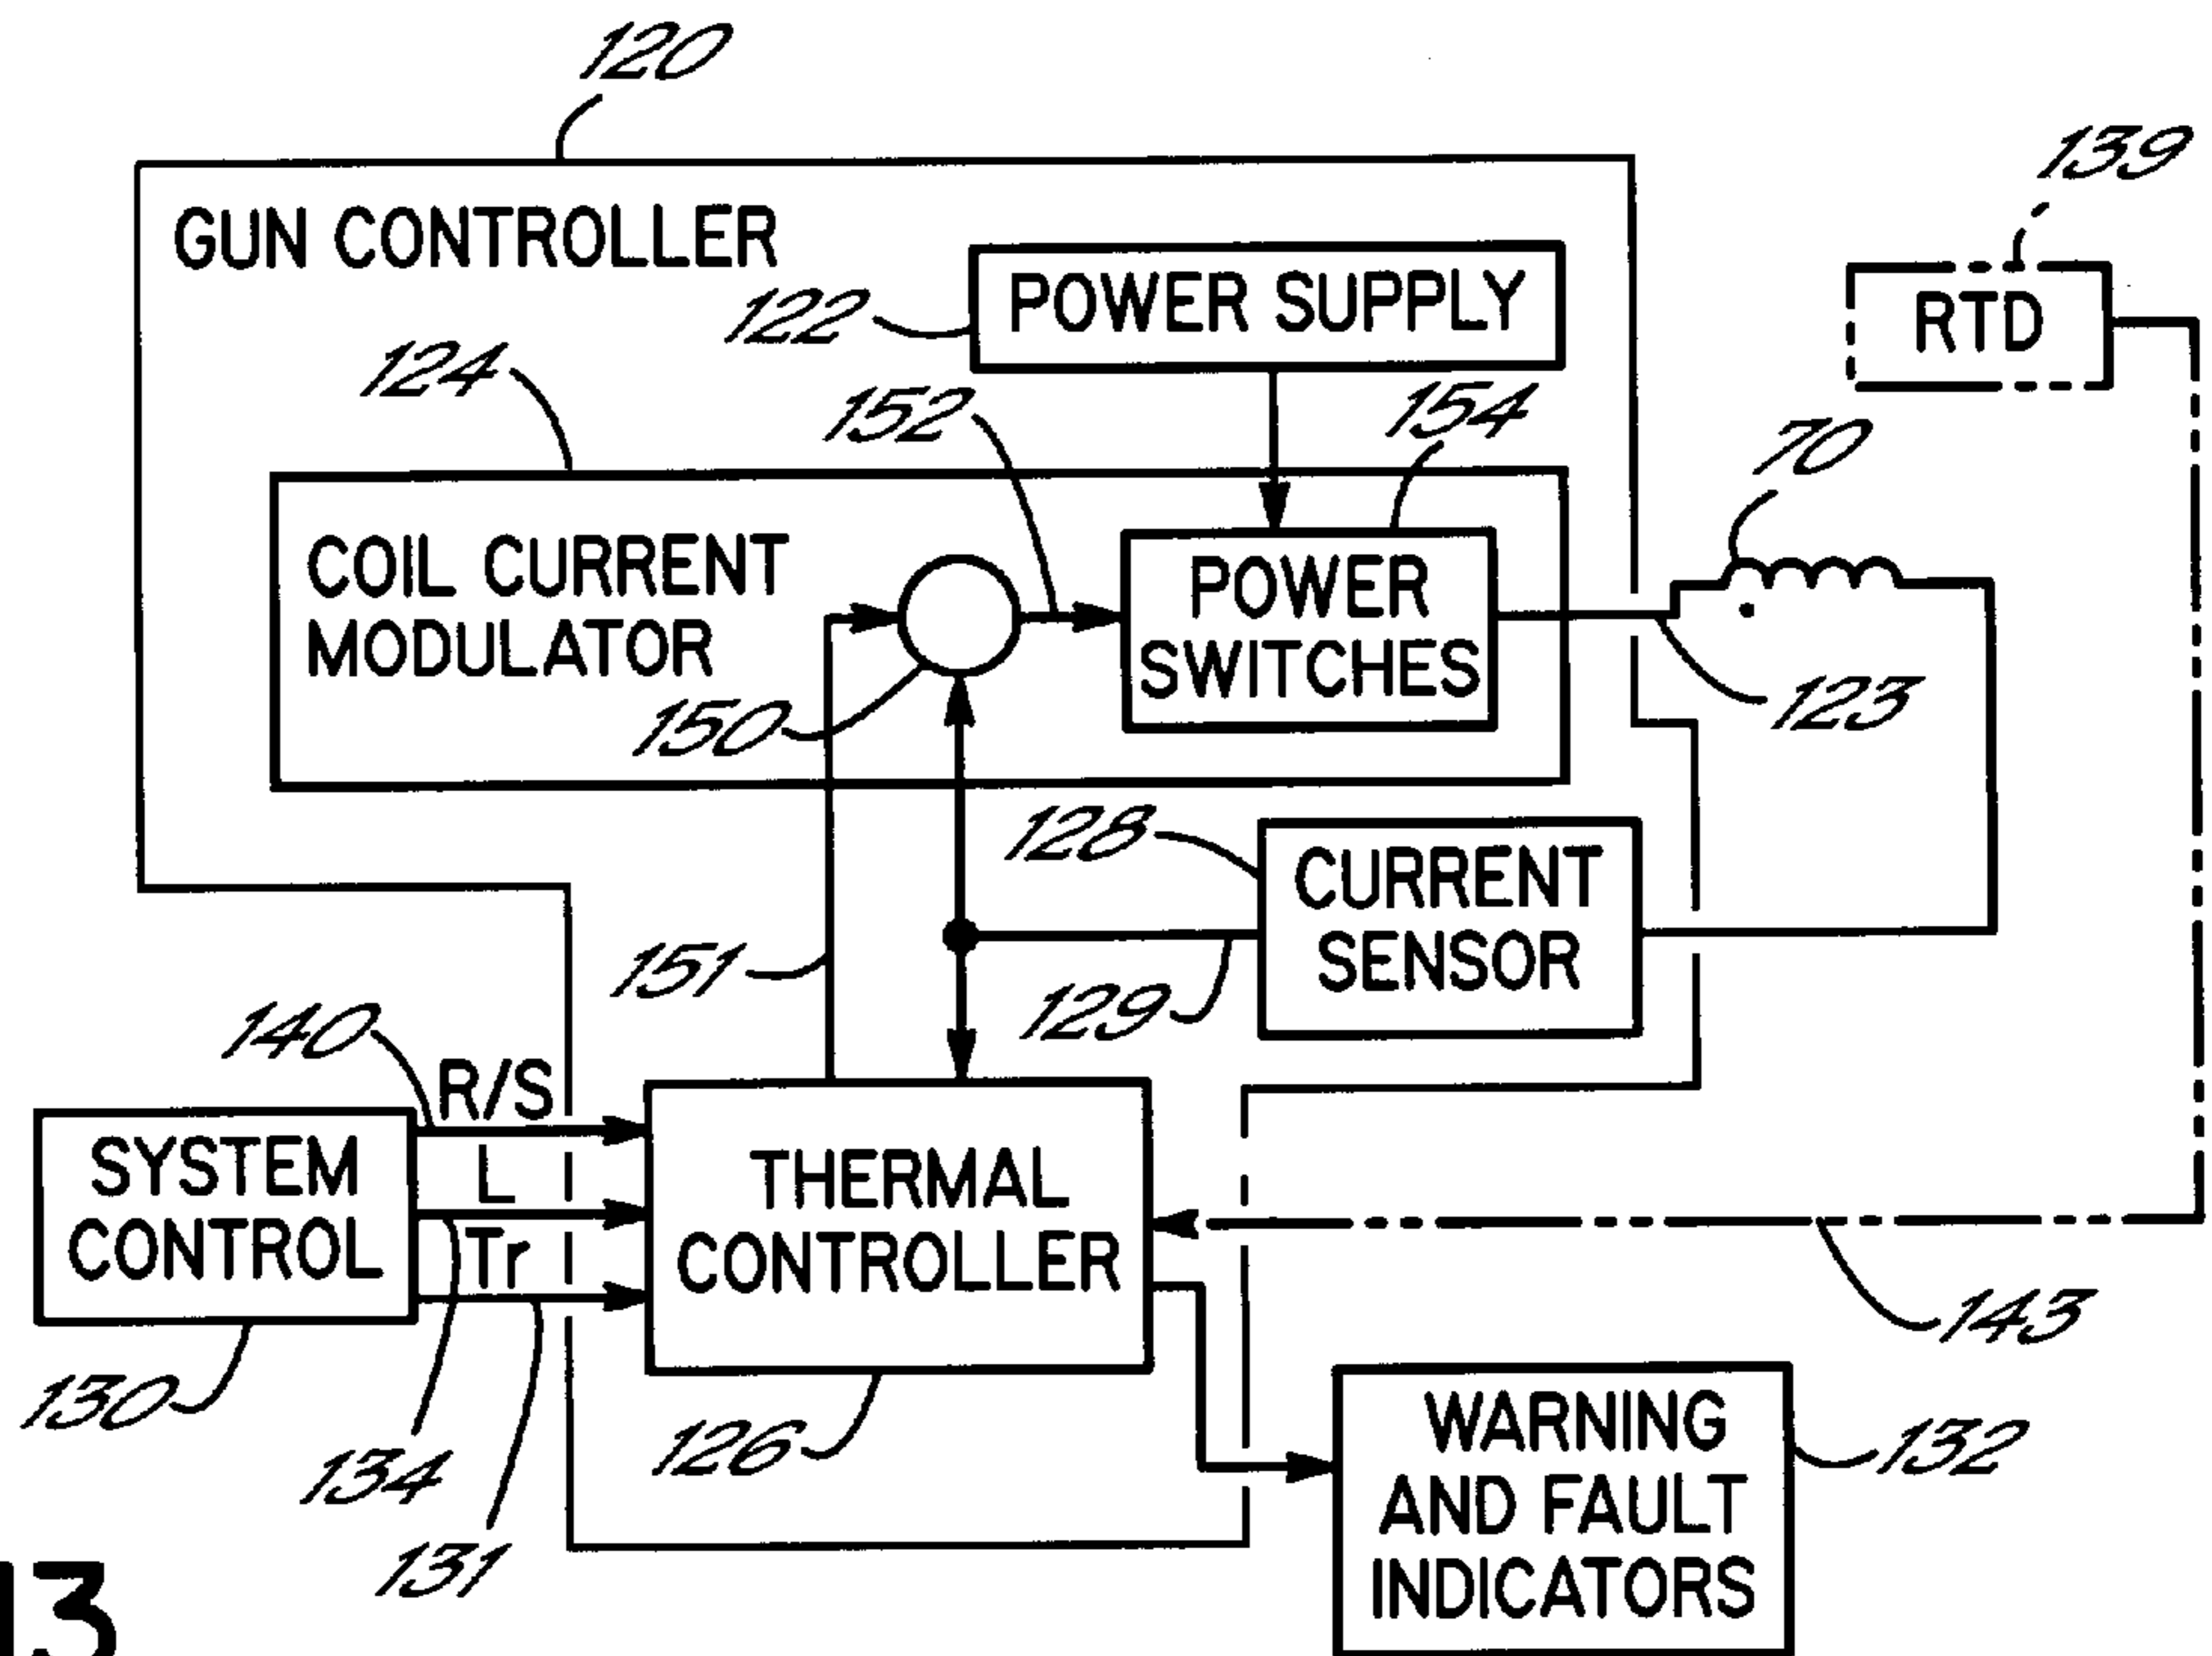 120
139
GUN CONTROLLER
122
POWER SUPPLY
RTD
124
152
154
70
COIL CURRENT
MODULATOR
POWER
SWITCHES
150
123
128
CURRENT
SENSOR
151
129
140
R/S
L
Tr
SYSTEM
CONTROL
THERMAL
CONTROLLER
143
130
134
131
126
WARNING
AND FAULT
INDICATORS
132
13